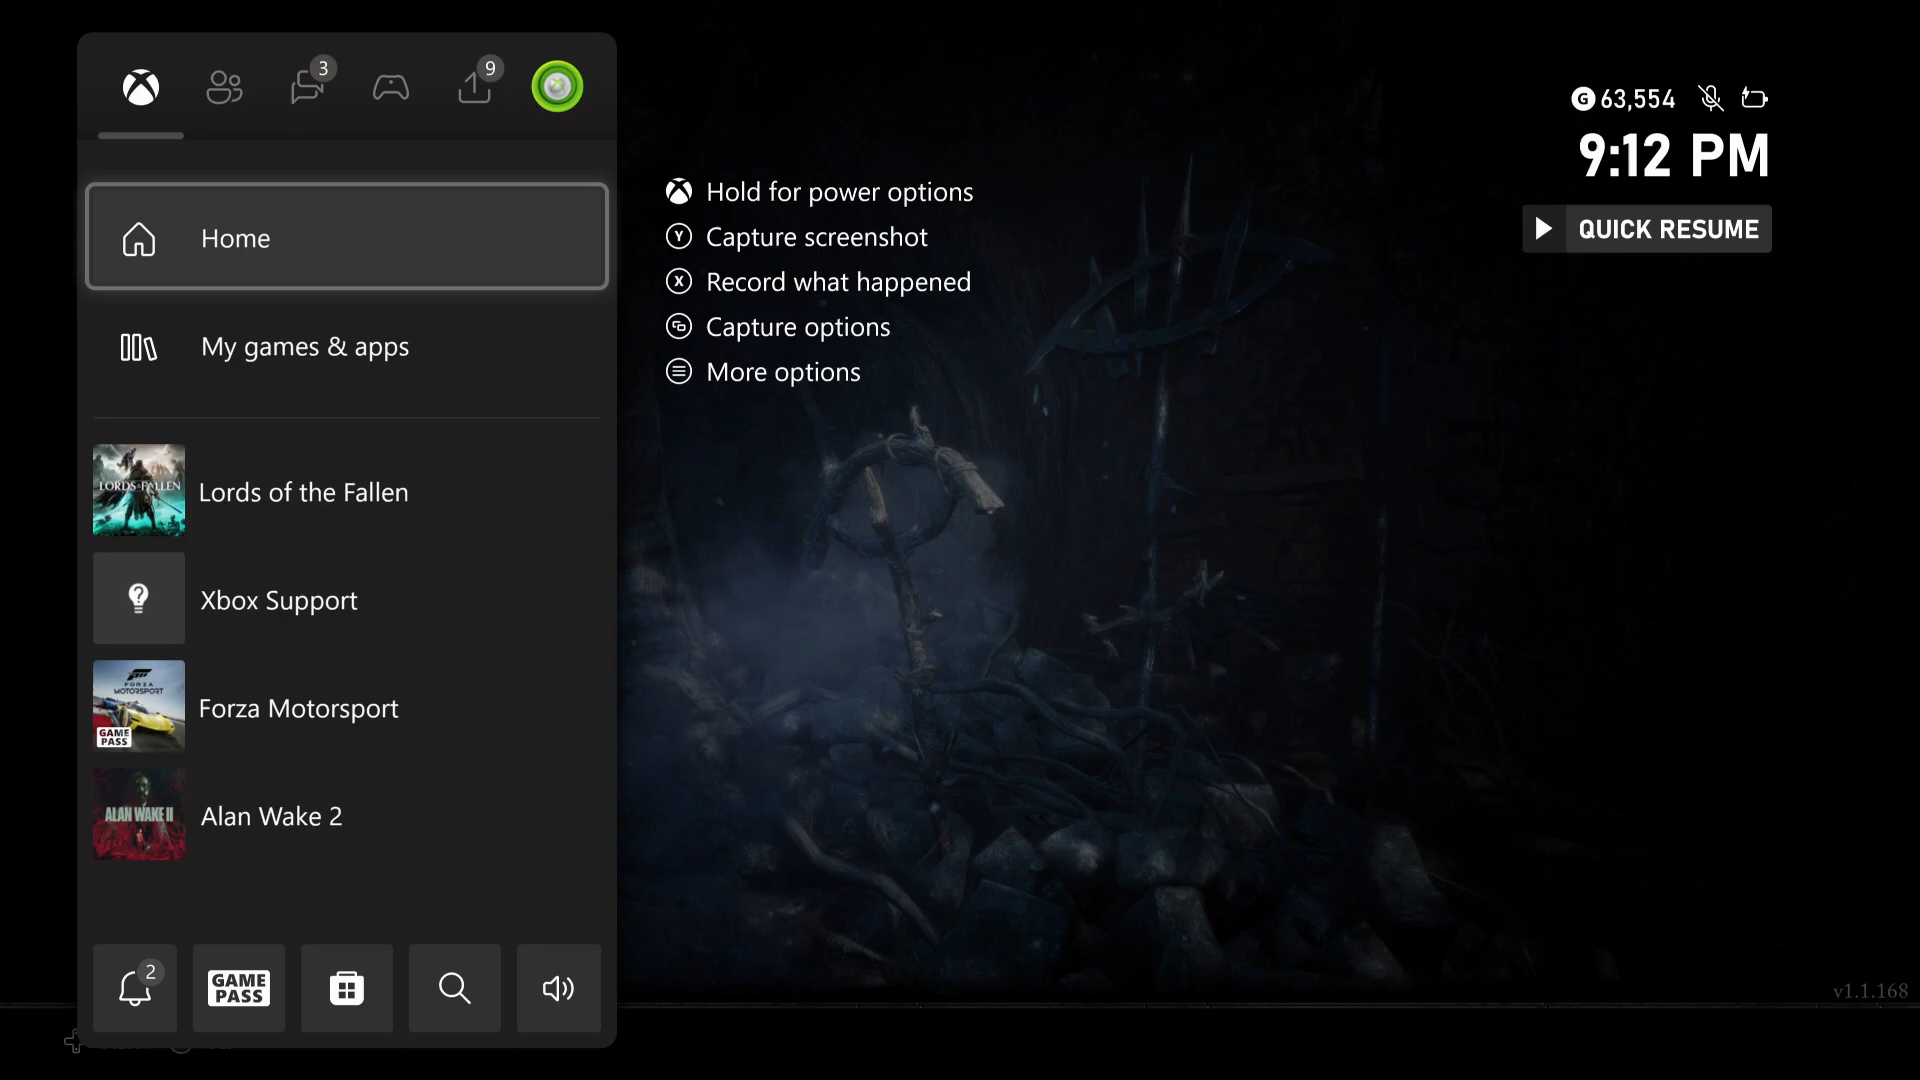 3
9
Home
My games & apps
LORDS OF THE FALLEN
Lords of the Fallen
Xbox Support
FORZA
MOTORSPORT
GAME
PASS
Forza Motorsport
ALAN WAKE II
Alan Wake 2
2
GAME
PASS
Hold for power options
Y Capture screenshot
X Record what happened
Capture options
More options
G 63,554
9:12 PM
QUICK RESUME
v1.1.168